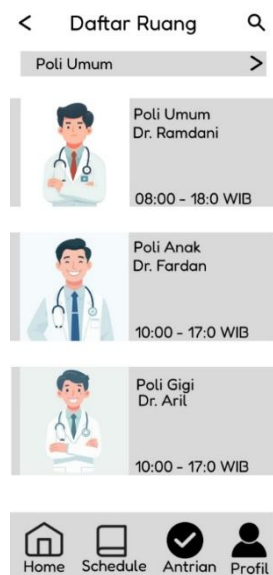 Daftar Ruang
Poli Umum
Poli Umum
Dr. Ramdani
08:00 - 18:0 WIB
Poli Anak
Dr. Fardan
10:00 - 17:0 WIB
Poli Gigi
Dr. Aril
10:00 - 17:0 WIB
Home Schedule Antrian Profil